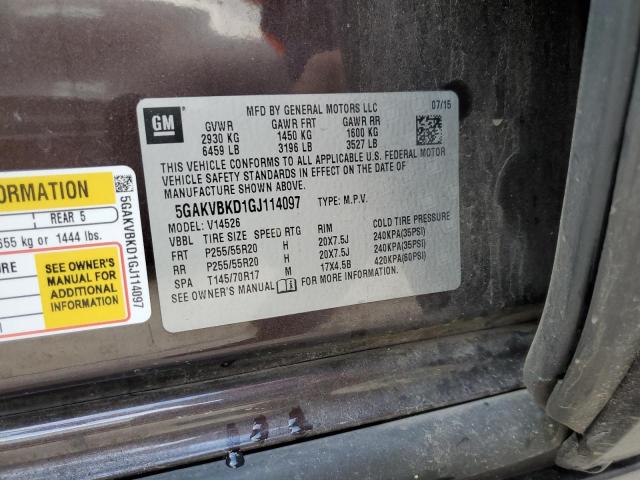 GM
MFD BY GENERAL MOTORS LLC 07/15
GVWR GAWR FRT GAWR RR
2930 KG 1450 KG 1600 KG
6459 LB 3196 LB 3527 LB
THIS VEHICLE CONFORMS TO ALL APPLICABLE U.S. FEDERAL MOTOR
VEHICLE SAFETY STANDARDS IN EFFECT ON THE DATE OF
MANUFACTURE SHOWN ABOVE.
5GAKVBKD1GJ114097 TYPE: M.P.V.
MODEL: V14526
VBBL TIRE SIZE SPEED RTG RIM COLD TIRE PRESSURE
FRT P255/55R20 H 20X7.5J 240KPA(35PSI)
RR P255/55R20 H 20X7.5J 240KPA(35PSI)
SPA T145/70R17 M 17X4.5B 420KPA(60PSI)
SEE OWNER'S MANUAL FOR MORE INFORMATION.
FORMATION
REAR 5
655 kg or 1444 lbs.
URE
SEE OWNER'S
MANUAL FOR
ADDITIONAL
INFORMATION
5GAKVBKD1GJ114097